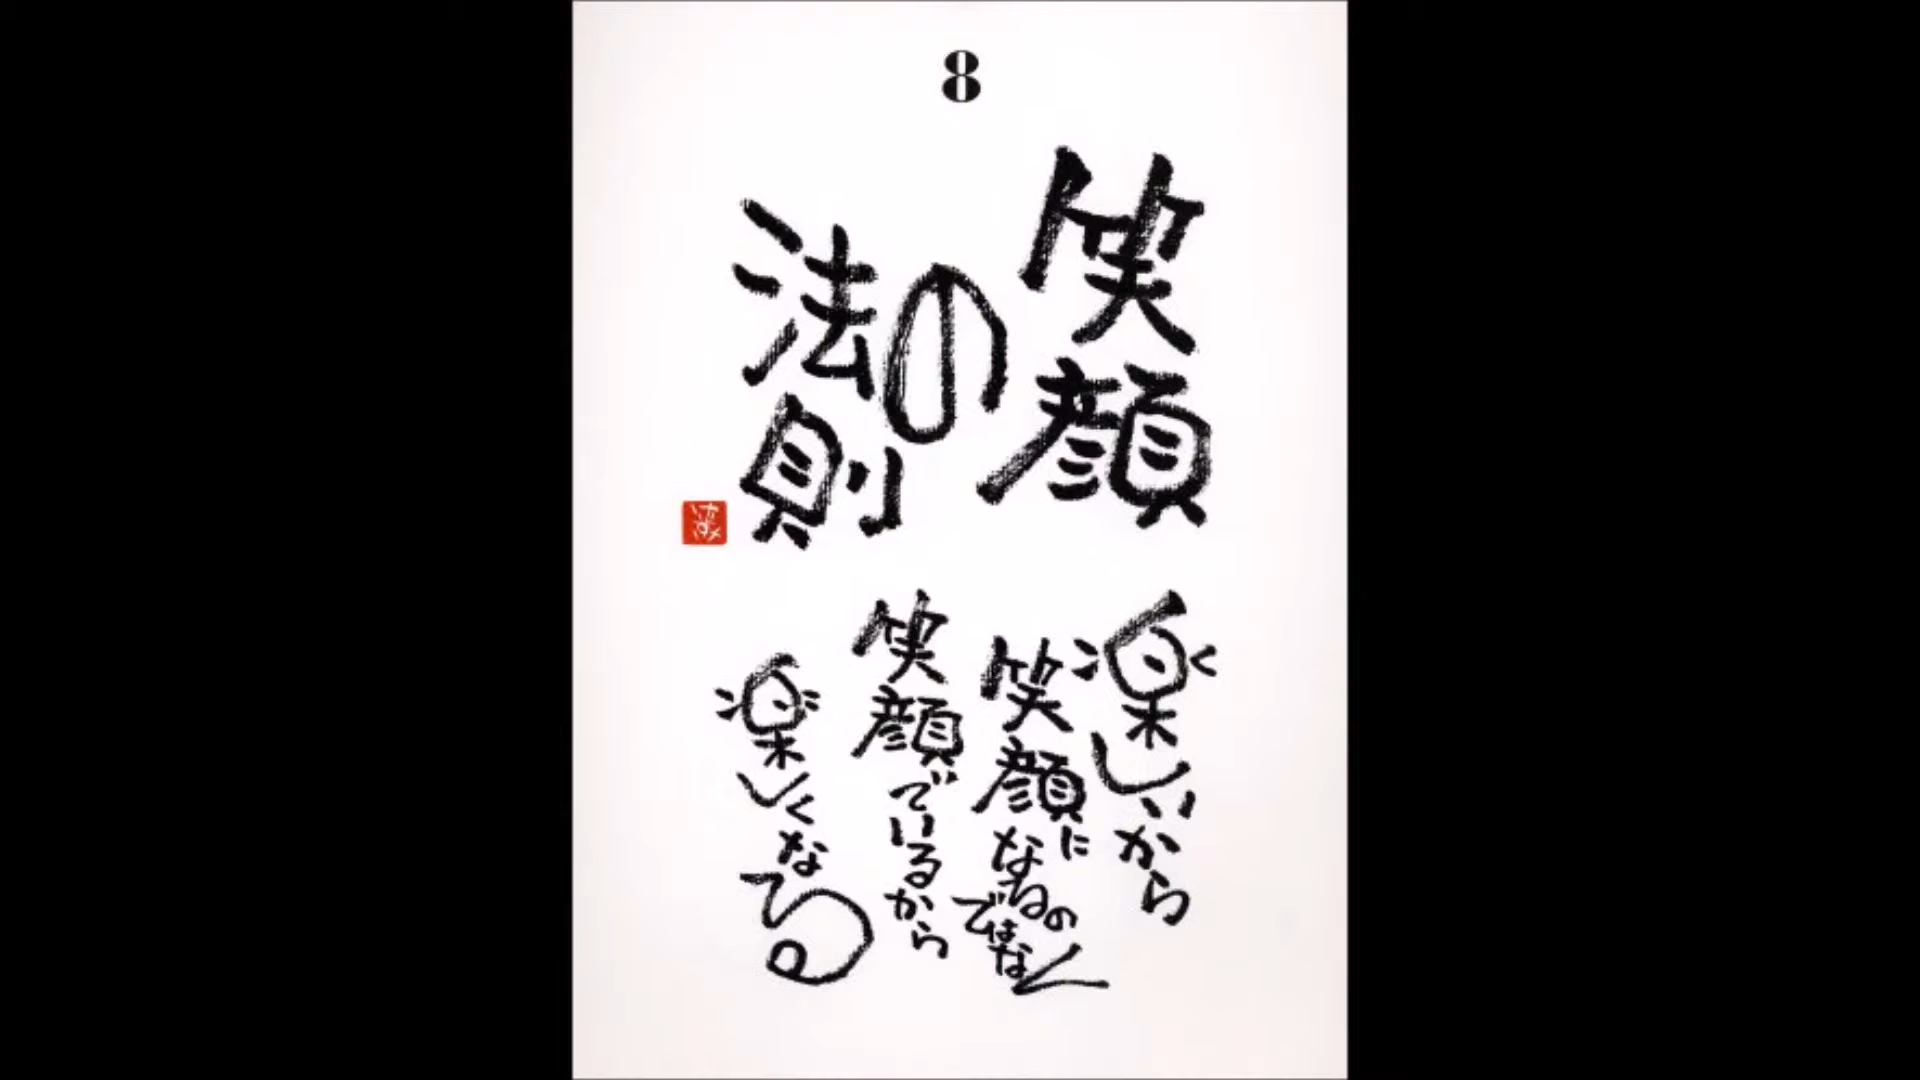 8
笑顔
の
法則
楽しいから
笑顔になるのではなく
笑顔でいるから
楽しくなる